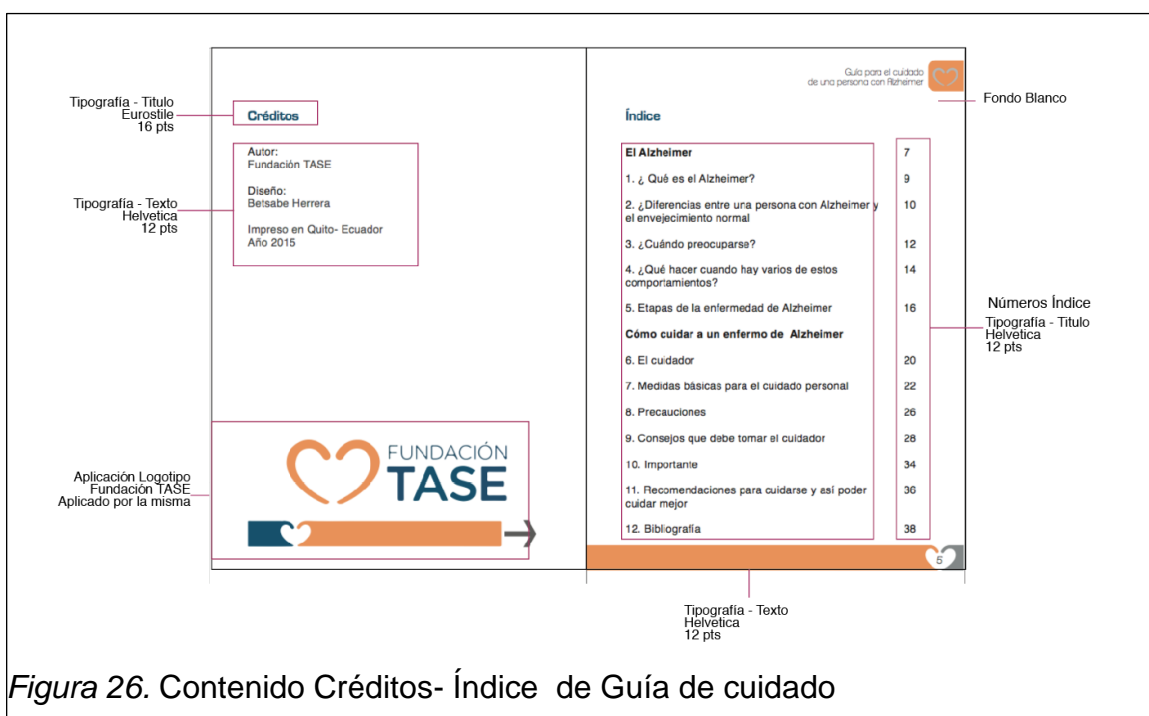 Tipografía - Titulo
Eurostile
16 pts
Créditos
Tipografía - Texto
Helvetica
12 pts
Autor:
Fundación TASE
Diseño:
Betsabe Herrera
Impreso en Quito- Ecuador
Año 2015
Aplicación Logotipo
Fundación TASE
Aplicado por la misma
FUNDACIÓN
TASE
Guía para el cuidado
de una persona con Alzheimer
Fondo Blanco
Índice
El Alzheimer 7
1. ¿ Qué es el Alzheimer? 9
2. ¿Diferencias entre una persona con Alzheimer y 10
el envejecimiento normal
3. ¿Cuándo preocuparse? 12
4. ¿Qué hacer cuando hay varios de estos 14
comportamientos?
5. Etapas de la enfermedad de Alzheimer 16
Cómo cuidar a un enfermo de Alzheimer
6. El cuidador 20
7. Medidas básicas para el cuidado personal 22
8. Precauciones 26
9. Consejos que debe tomar el cuidador 28
10. Importante 34
11. Recomendaciones para cuidarse y así poder 36
cuidar mejor
12. Bibliografía 38
5
Números Índice
Tipografía - Titulo
Helvetica
12 pts
Tipografía - Texto
Helvetica
12 pts
Figura 26. Contenido Créditos- Índice de Guía de cuidado